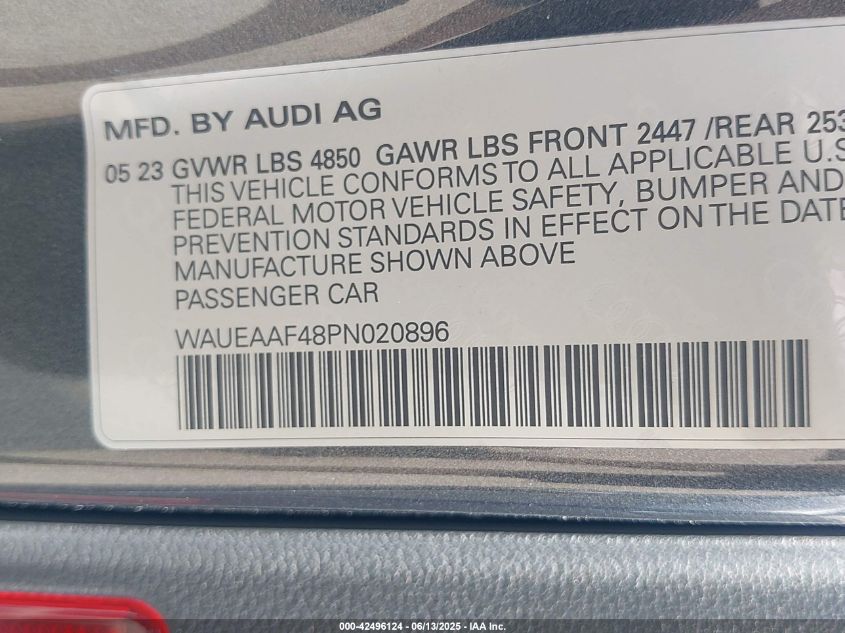 MFD. BY AUDI AG
05 23 GVWR LBS 4850 GAWR LBS FRONT 2447 /REAR 253
THIS VEHICLE CONFORMS TO ALL APPLICABLE U.S
FEDERAL MOTOR VEHICLE SAFETY, BUMPER AND
PREVENTION STANDARDS IN EFFECT ON THE DATE
MANUFACTURE SHOWN ABOVE
PASSENGER CAR
WAUEAAF48PN020896
000-42496124 - 06/13/2025 - IAA Inc.